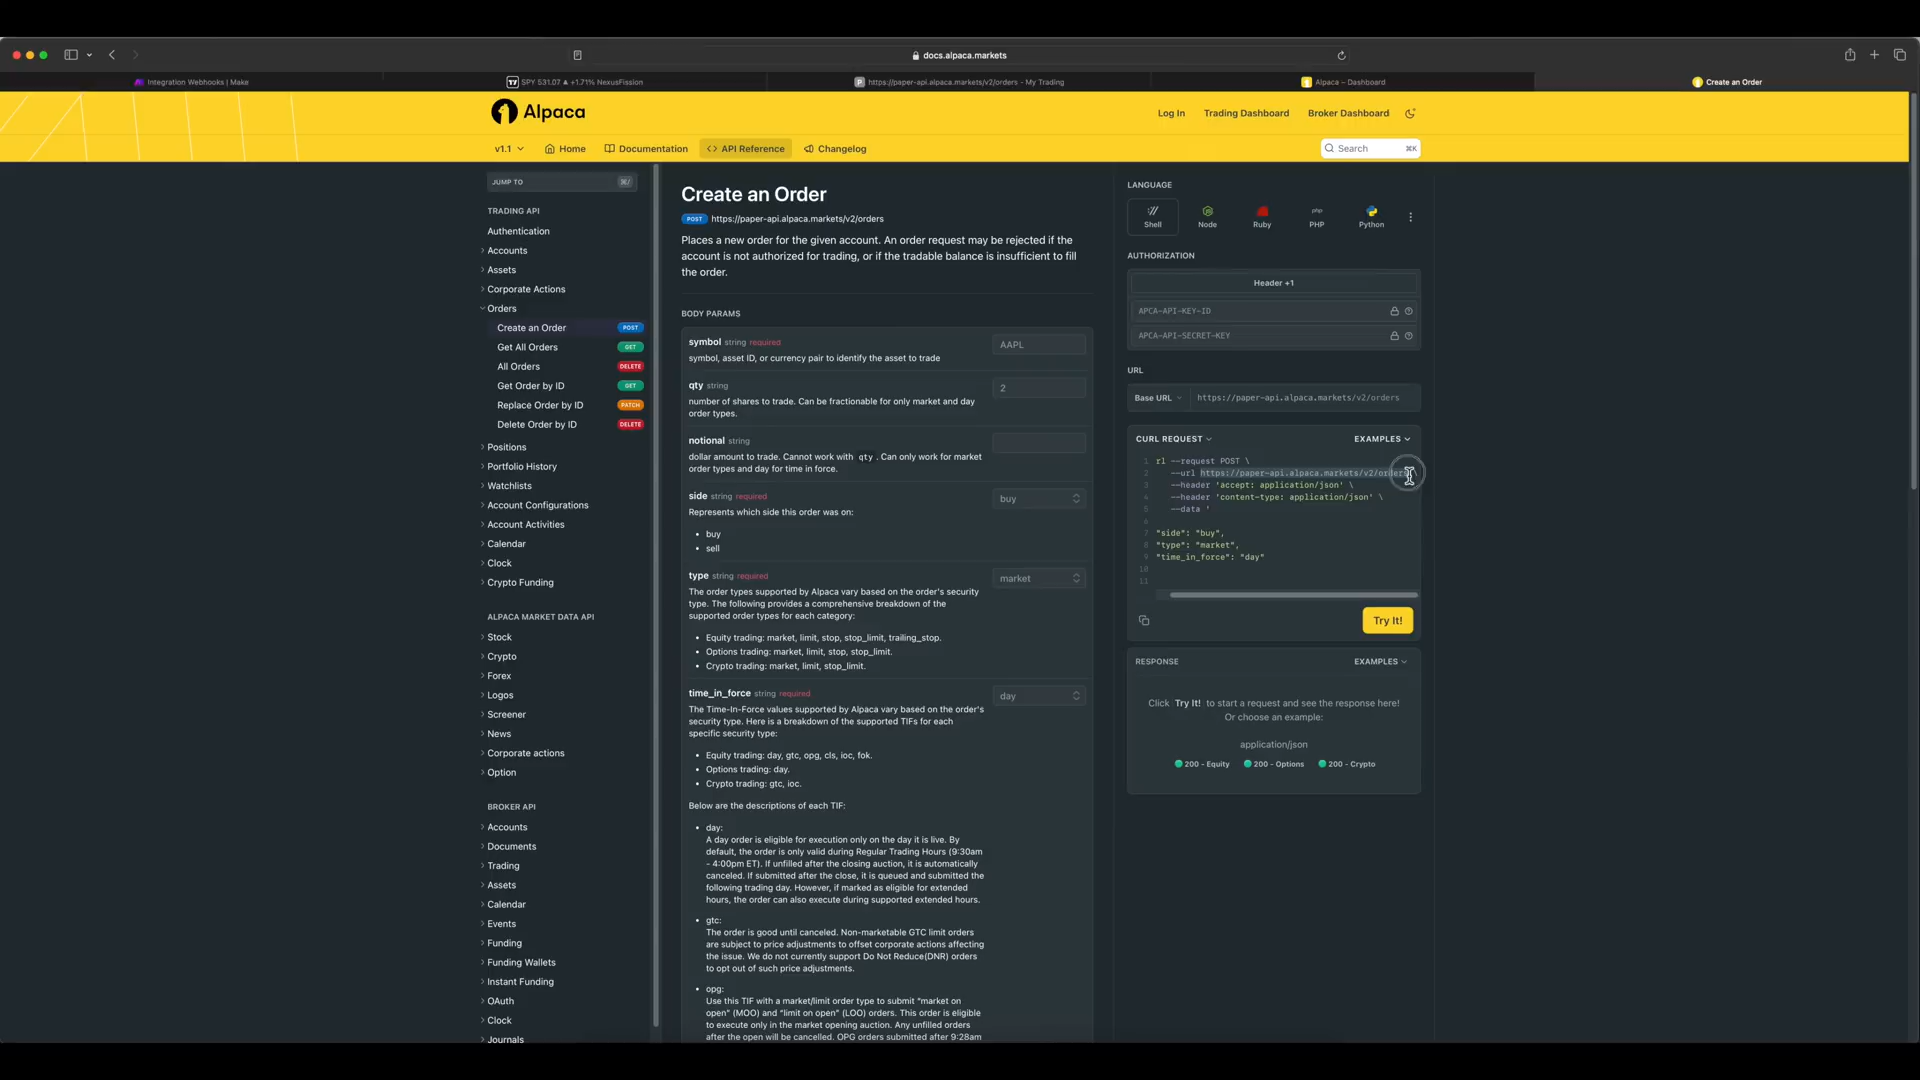 docs.alpaca.markets
Integration Webhooks | Make
SPY 531.07 ▲ +1.71% NexusFission
https://paper-api.alpaca.markets/v2/orders - My Trading
Alpaca – Dashboard
Create an Order
Alpaca
Log In
Trading Dashboard
Broker Dashboard
v1.1
Home
Documentation
<> API Reference
Changelog
Search
⌘K
JUMP TO
⌘/
TRADING API
Authentication
Accounts
Assets
Corporate Actions
Orders
Create an Order POST
Get All Orders GET
All Orders DELETE
Get Order by ID GET
Replace Order by ID PATCH
Delete Order by ID DELETE
Positions
Portfolio History
Watchlists
Account Configurations
Account Activities
Calendar
Clock
Crypto Funding
ALPACA MARKET DATA API
Stock
Crypto
Forex
Logos
Screener
News
Corporate actions
Option
BROKER API
Accounts
Documents
Trading
Assets
Calendar
Events
Funding
Funding Wallets
Instant Funding
OAuth
Clock
Journals
Create an Order
POST https://paper-api.alpaca.markets/v2/orders
Places a new order for the given account. An order request may be rejected if the
account is not authorized for trading, or if the tradable balance is insufficient to fill
the order.
BODY PARAMS
symbol string required
AAPL
symbol, asset ID, or currency pair to identify the asset to trade
qty string
2
number of shares to trade. Can be fractionable for only market and day
order types.
notional string
dollar amount to trade. Cannot work with qty . Can only work for market
order types and day for time in force.
side string required
buy
Represents which side this order was on:
• buy
• sell
type string required
market
The order types supported by Alpaca vary based on the order's security
type. The following provides a comprehensive breakdown of the
supported order types for each category:
• Equity trading: market, limit, stop, stop_limit, trailing_stop.
• Options trading: market, limit, stop, stop_limit.
• Crypto trading: market, limit, stop_limit.
time_in_force string required
day
The Time-In-Force values supported by Alpaca vary based on the order's
security type. Here is a breakdown of the supported TIFs for each
specific security type:
• Equity trading: day, gtc, opg, cls, ioc, fok.
• Options trading: day.
• Crypto trading: gtc, ioc.
Below are the descriptions of each TIF:
• day:
A day order is eligible for execution only on the day it is live. By
default, the order is only valid during Regular Trading Hours (9:30am
- 4:00pm ET). If unfilled after the closing auction, it is automatically
canceled. If submitted after the close, it is queued and submitted the
following trading day. However, if marked as eligible for extended
hours, the order can also execute during supported extended hours.
• gtc:
The order is good until canceled. Non-marketable GTC limit orders
are subject to price adjustments to offset corporate actions affecting
the issue. We do not currently support Do Not Reduce(DNR) orders
to opt out of such price adjustments.
• opg:
Use this TIF with a market/limit order type to submit “market on
open” (MOO) and “limit on open” (LOO) orders. This order is eligible
to execute only in the market opening auction. Any unfilled orders
after the open will be cancelled. OPG orders submitted after 9:28am
LANGUAGE
Shell
Node
Ruby
php
PHP
Python
AUTHORIZATION
Header +1
APCA-API-KEY-ID
APCA-API-SECRET-KEY
URL
Base URL
https://paper-api.alpaca.markets/v2/orders
CURL REQUEST
EXAMPLES
1 rl --request POST \
2 --url https://paper-api.alpaca.markets/v2/orders \
3 --header 'accept: application/json' \
4 --header 'content-type: application/json' \
5 --data '
6
7 "side": "buy",
8 "type": "market",
9 "time_in_force": "day"
10
11
Try It!
RESPONSE
EXAMPLES
Click Try It! to start a request and see the response here!
Or choose an example:
application/json
200 - Equity
200 - Options
200 - Crypto